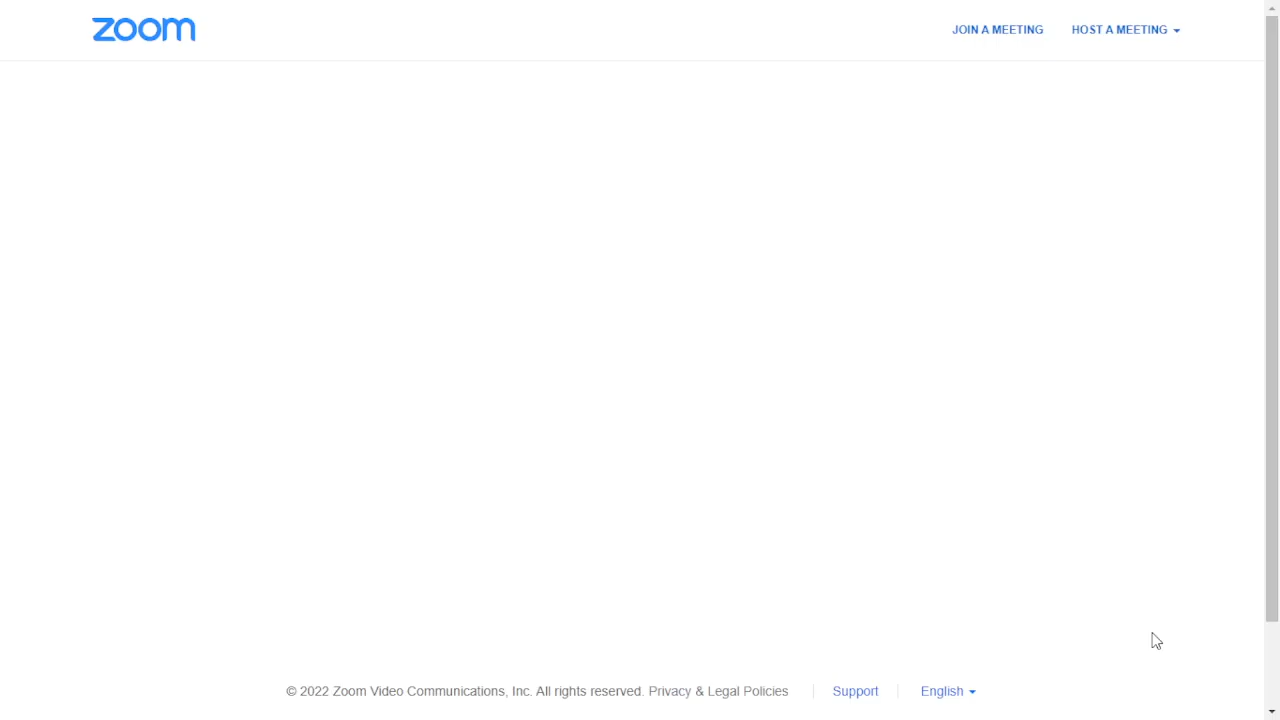 zoom
JOIN A MEETING
HOST A MEETING
© 2022 Zoom Video Communications, Inc. All rights reserved. Privacy & Legal Policies
Support
English